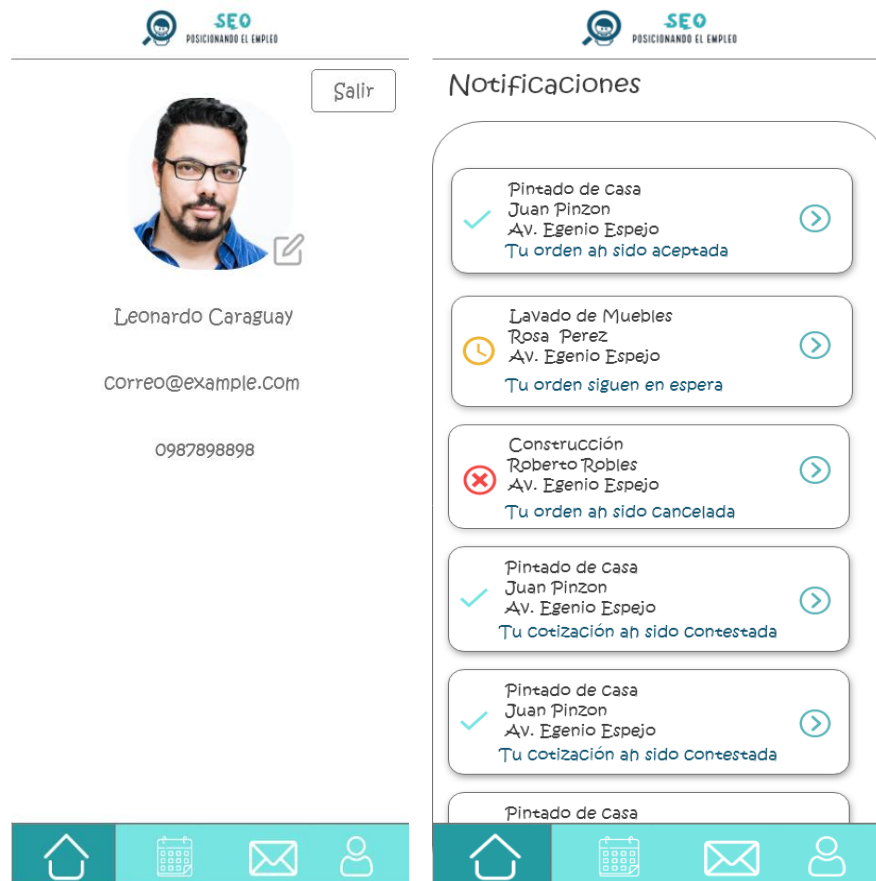 SEO
POSICIONANDO EL EMPLEO
Salir
Leonardo Caraguay
correo@example.com
0987898898
SEO
POSICIONANDO EL EMPLEO
Notificaciones
Pintado de casa
Juan Pinzon
Av. Egenio Espejo
Tu orden ah sido aceptada
Lavado de Muebles
Rosa Perez
Av. Egenio Espejo
Tu orden siguen en espera
Construcción
Roberto Robles
Av. Egenio Espejo
Tu orden ah sido cancelada
Pintado de casa
Juan Pinzon
Av. Egenio Espejo
Tu cotización ah sido contestada
Pintado de casa
Juan Pinzon
Av. Egenio Espejo
Tu cotización ah sido contestada
Pintado de casa